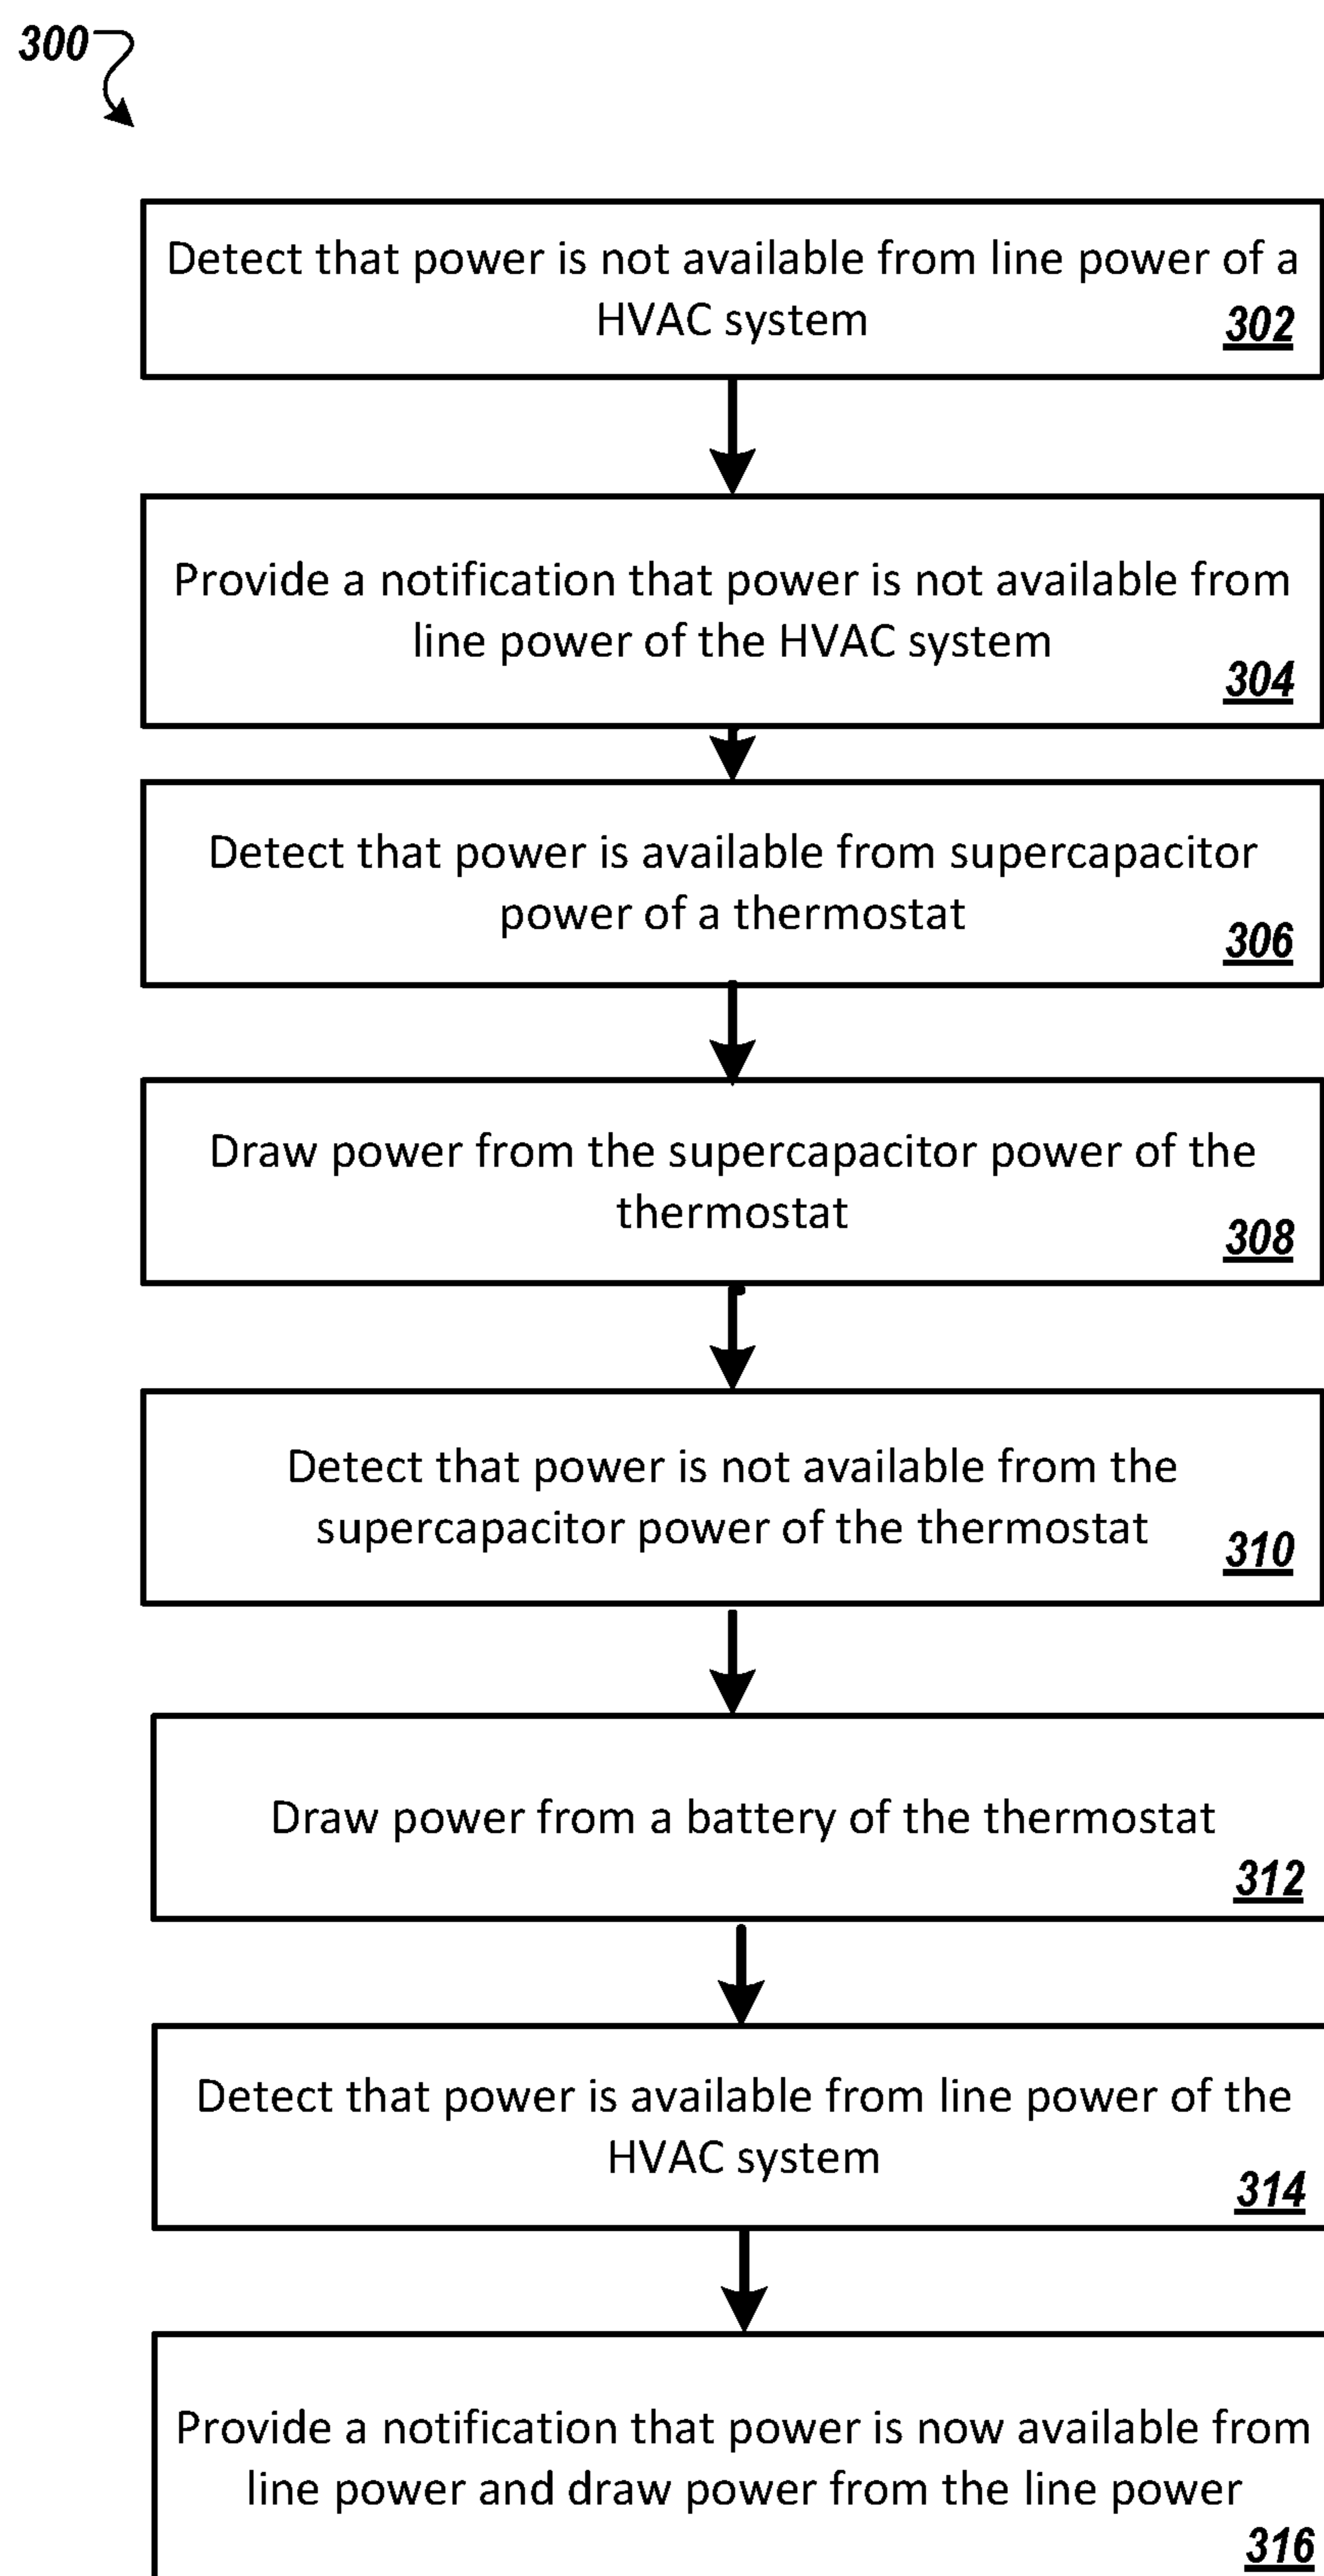 300
Detect that power is not available from line power of a
HVAC system
302
Provide a notification that power is not available from
line power of the HVAC system
304
Detect that power is available from supercapacitor
power of a thermostat
306
Draw power from the supercapacitor power of the
thermostat
308
Detect that power is not available from the
supercapacitor power of the thermostat
310
Draw power from a battery of the thermostat
312
Detect that power is available from line power of the
HVAC system
314
Provide a notification that power is now available from
line power and draw power from the line power
316